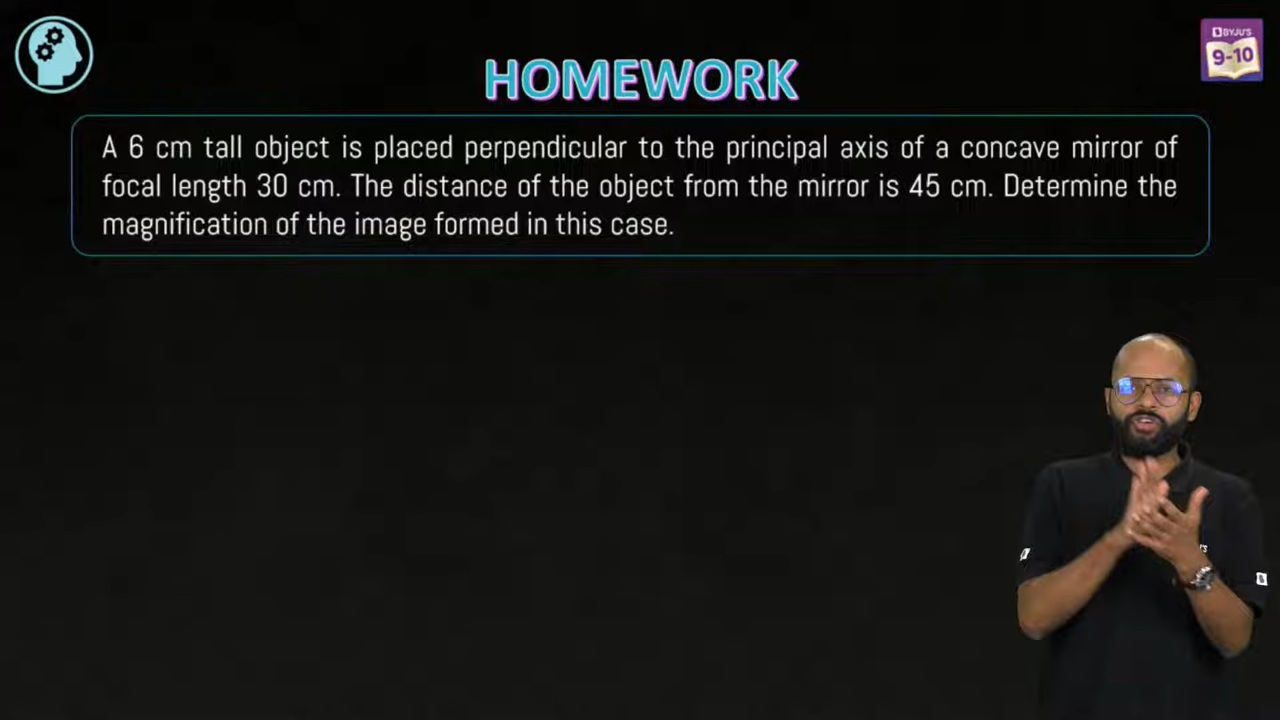 BYJU'S
9-10
HOMEWORK
A 6 cm tall object is placed perpendicular to the principal axis of a concave mirror of
focal length 30 cm. The distance of the object from the mirror is 45 cm. Determine the
magnification of the image formed in this case.